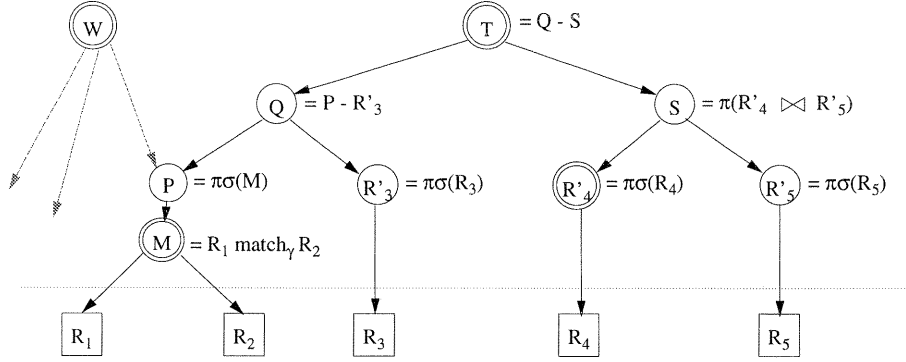 W
T = Q - S
Q = P - R'3
S = π(R'4 ⋈ R'5)
P = πσ(M)
R'3 = πσ(R3)
R'4 = πσ(R4)
R'5 = πσ(R5)
M = R1 matchγ R2
R1
R2
R3
R4
R5